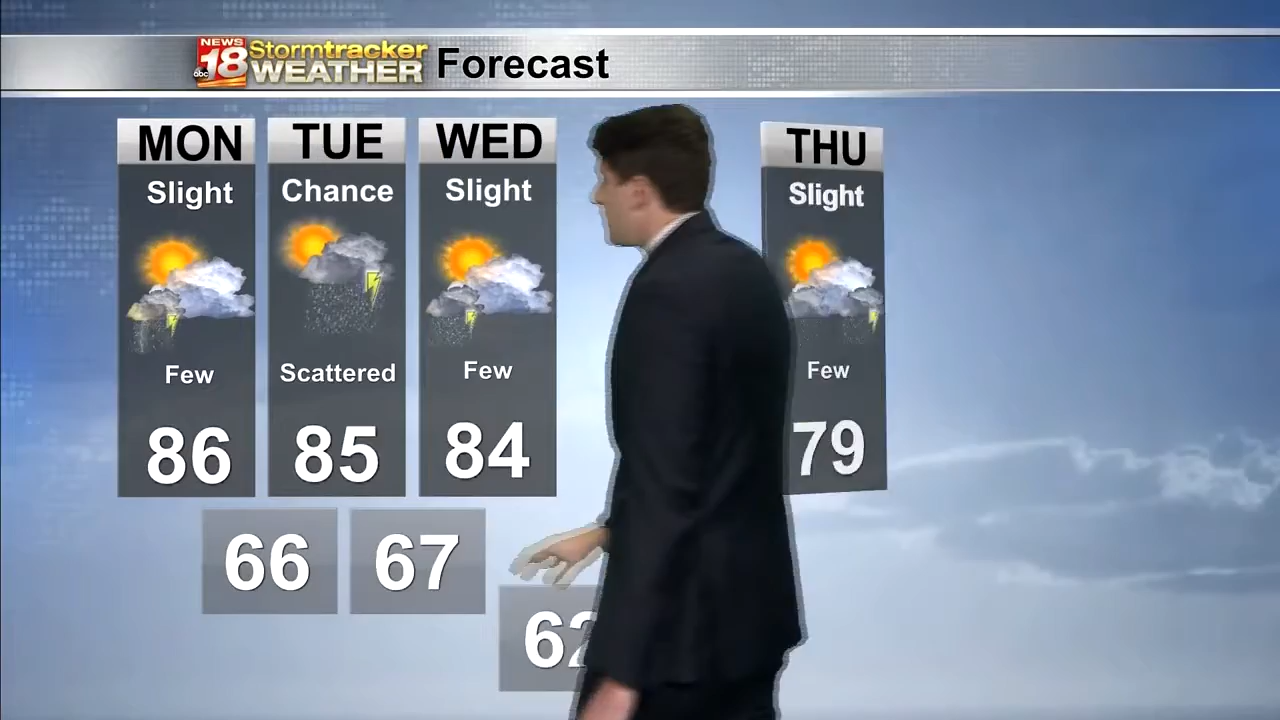 NEWS
abc 18
Stormtracker
WEATHER
Forecast
MON
Slight
Few
86
TUE
Chance
Scattered
85
WED
Slight
Few
84
THU
Slight
Few
79
66
67
62